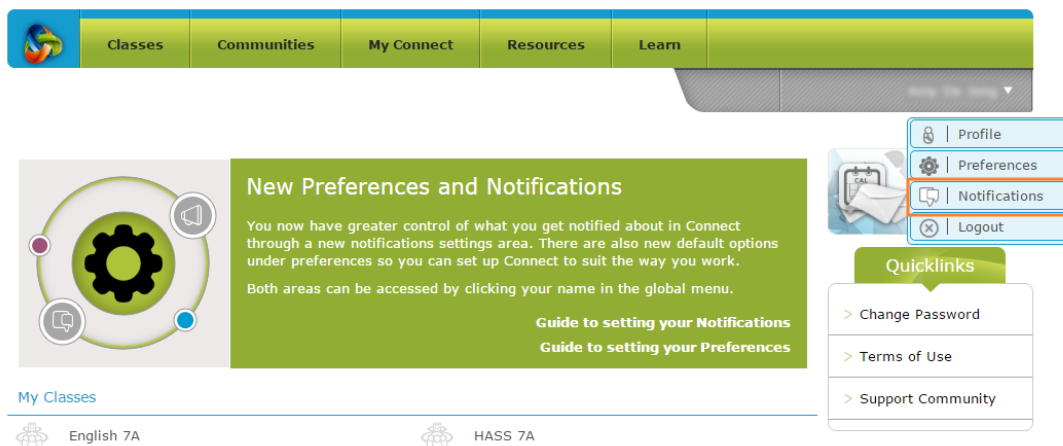 Classes Communities My Connect Resources Learn
Profile
Preferences
Notifications
Logout
CAL
New Preferences and Notifications
You now have greater control of what you get notified about in Connect
through a new notifications settings area. There are also new default options
under preferences so you can set up Connect to suit the way you work.
Both areas can be accessed by clicking your name in the global menu.
Guide to setting your Notifications
Guide to setting your Preferences
Quicklinks
> Change Password
> Terms of Use
> Support Community
My Classes
English 7A HASS 7A